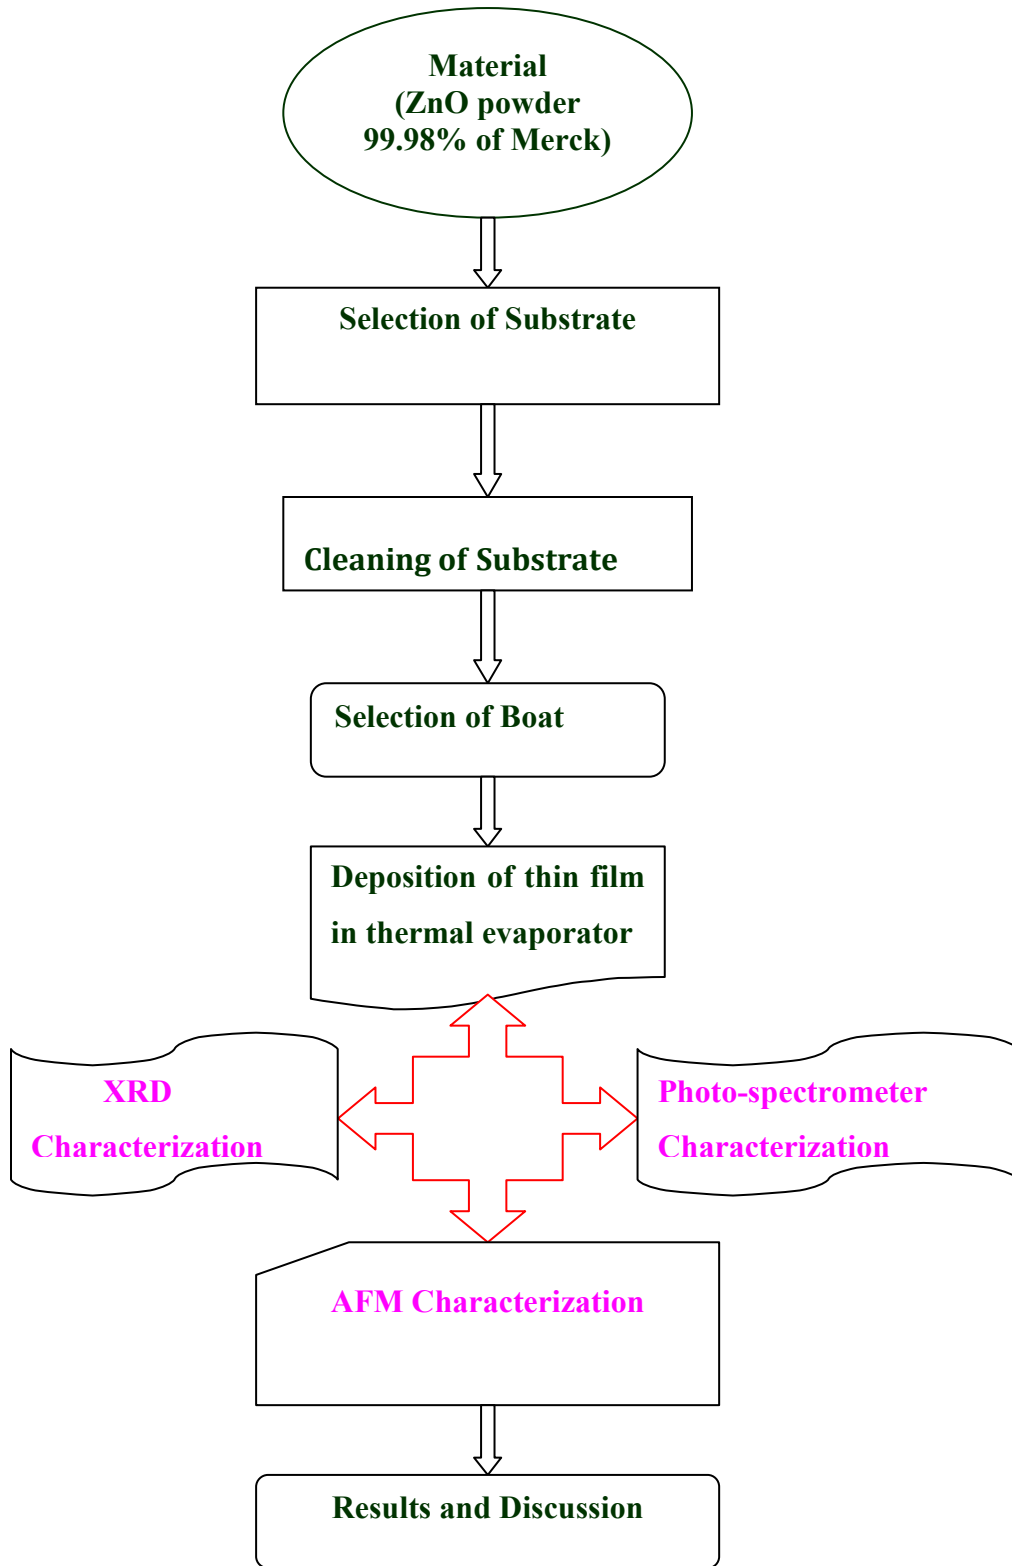 Material
(ZnO powder
99.98% of Merck)
Selection of Substrate
Cleaning of Substrate
Selection of Boat
Deposition of thin film
in thermal evaporator
XRD
Characterization
Photo-spectrometer
Characterization
AFM Characterization
Results and Discussion